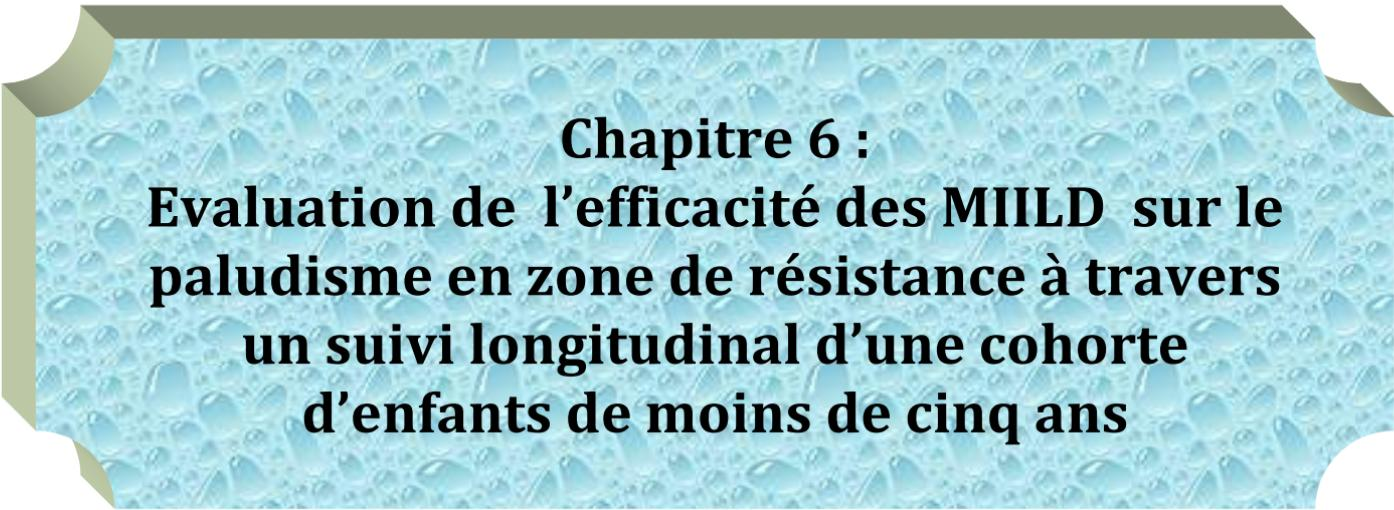 Chapitre 6 :
Evaluation de l’efficacité des MIILD sur le
paludisme en zone de résistance à travers
un suivi longitudinal d’une cohorte
d’enfants de moins de cinq ans